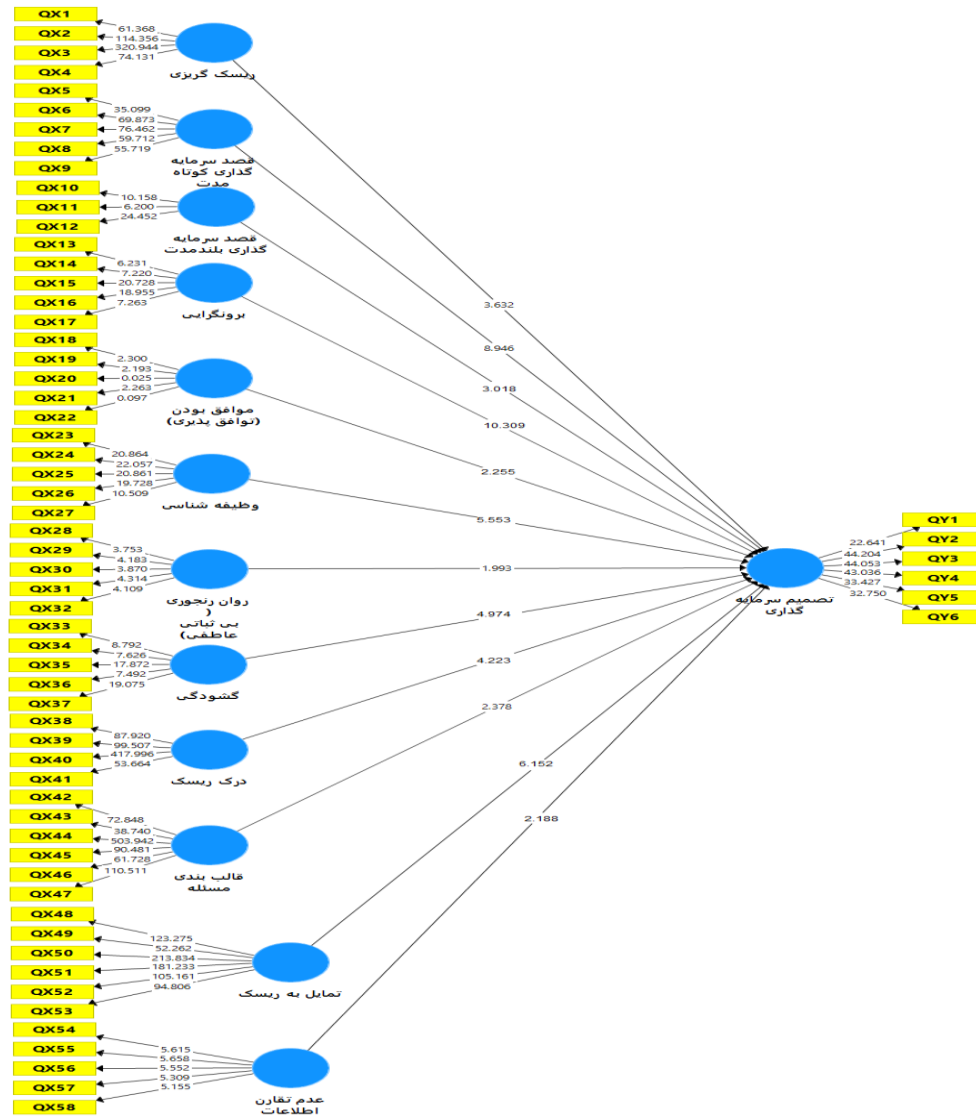 QX1
QX2
QX3
QX4
61.368
114.356
320.944
74.131
ریسک گریزی
QX5
QX6
QX7
QX8
QX9
35.099
69.873
76.462
59.712
55.719
قصد سرمایه
گذاری کوتاه
مدت
QX10
QX11
QX12
10.158
6.200
24.452
قصد سرمایه
گذاری بلندمدت
QX13
QX14
QX15
QX16
QX17
6.231
7.220
20.728
18.955
7.263
برونگرایی
QX18
QX19
QX20
QX21
QX22
2.300
2.193
0.025
2.263
0.097
موافق بودن
(توافق پذیری)
QX23
QX24
QX25
QX26
QX27
20.864
22.057
20.861
19.728
10.509
وظیفه شناسی
QX28
QX29
QX30
QX31
QX32
3.753
4.183
3.870
4.314
4.109
روان رنجوری
(
بی ثباتی
عاطفی)
QX33
QX34
QX35
QX36
QX37
8.792
7.626
17.872
7.492
19.075
گشودگی
QX38
QX39
QX40
QX41
87.920
99.507
417.996
53.664
درک ریسک
QX42
QX43
QX44
QX45
QX46
QX47
72.848
38.740
503.942
90.481
61.728
110.511
قالب بندی
مسئله
QX48
QX49
QX50
QX51
QX52
QX53
123.275
52.262
213.834
181.233
105.161
94.806
تمایل به ریسک
QX54
QX55
QX56
QX57
QX58
5.615
5.658
5.552
5.309
5.155
عدم تقارن
اطلاعات
3.632
8.946
3.018
10.309
2.255
5.553
1.993
4.974
4.223
2.378
6.152
2.188
تصمیم سرمایه
گذاری
22.641
44.204
44.053
43.036
33.427
32.750
QY1
QY2
QY3
QY4
QY5
QY6